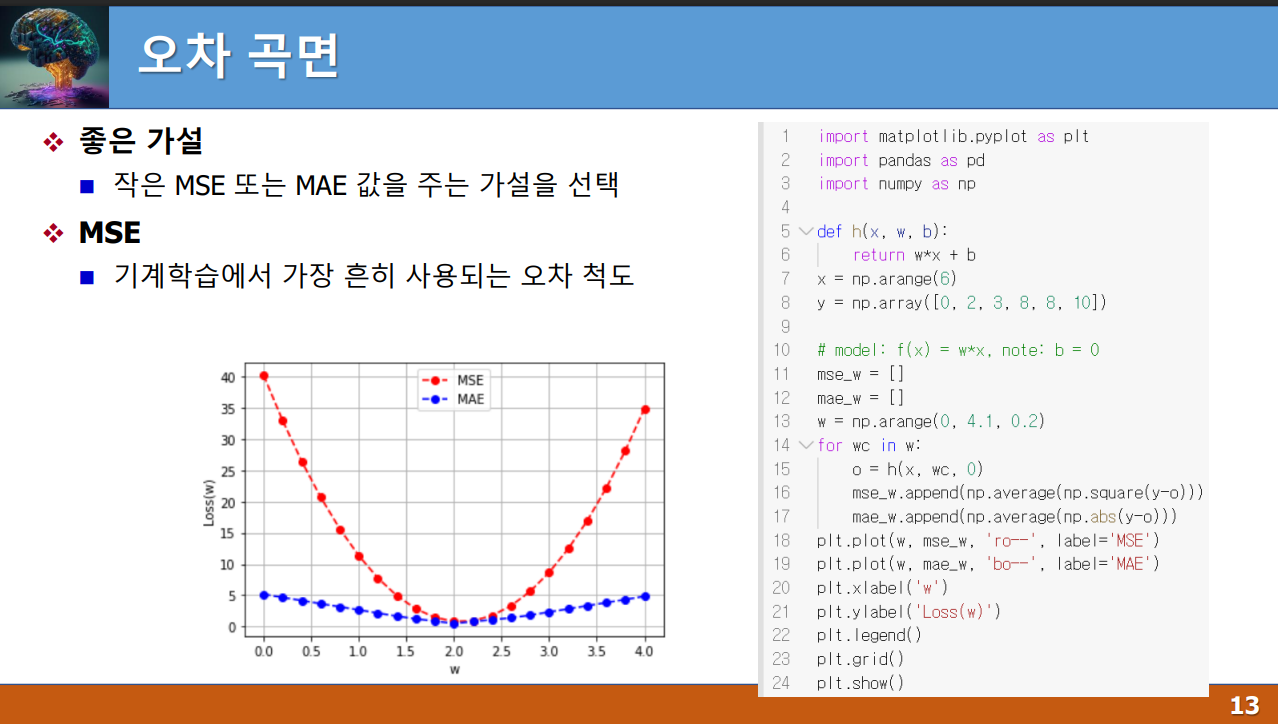 오차 곡면
❖ 좋은 가설
■ 작은 MSE 또는 MAE 값을 주는 가설을 선택
❖ MSE
■ 기계학습에서 가장 흔히 사용되는 오차 척도
MSE
MAE
Loss(w)
40
35
30
25
20
15
10
5
0
0.0 0.5 1.0 1.5 2.0 2.5 3.0 3.5 4.0
w
1 import matplotlib.pyplot as plt
2 import pandas as pd
3 import numpy as np
4
5 def h(x, w, b):
6     return w*x + b
7 x = np.arange(6)
8 y = np.array([0, 2, 3, 8, 8, 10])
9
10 # model: f(x) = w*x, note: b = 0
11 mse_w = []
12 mae_w = []
13 w = np.arange(0, 4.1, 0.2)
14 for wc in w:
15     o = h(x, wc, 0)
16     mse_w.append(np.average(np.square(y-o)))
17     mae_w.append(np.average(np.abs(y-o)))
18 plt.plot(w, mse_w, 'ro--', label='MSE')
19 plt.plot(w, mae_w, 'bo--', label='MAE')
20 plt.xlabel('w')
21 plt.ylabel('Loss(w)')
22 plt.legend()
23 plt.grid()
24 plt.show()
13